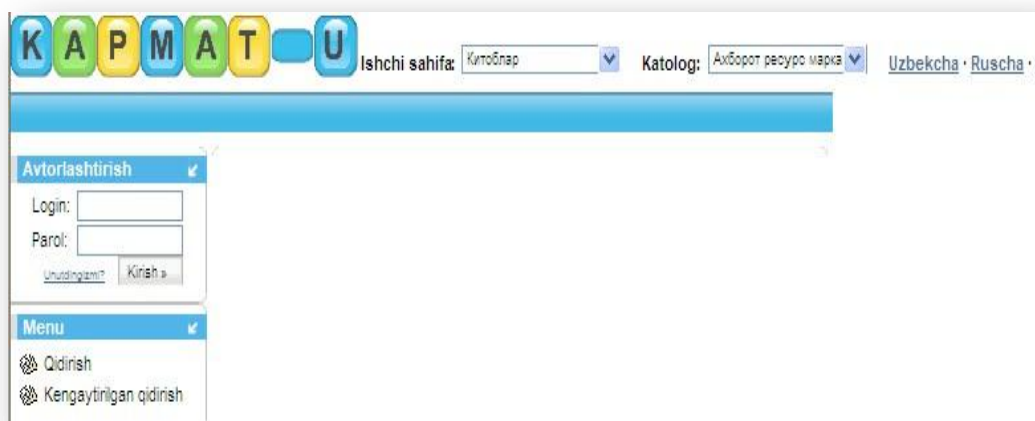 KAPMAT-U Ishchi sahifa: Китоблар Katolog: Ахборот ресурс марка Uzbekcha · Ruscha ·
Avtorlashtirish
Login:
Parol:
Unutdingizmi? Kirish »
Menu
Qidirish
Kengaytirilgan qidirish